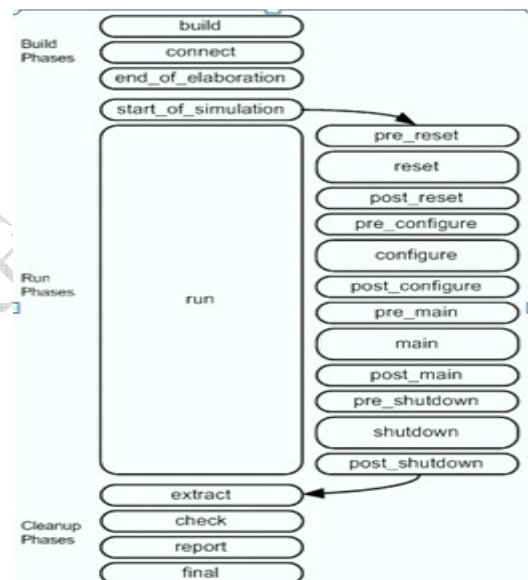 build
Build
Phases
connect
end_of_elaboration
start_of_simulation
Run
Phases
run
pre_reset
reset
post_reset
pre_configure
configure
post_configure
pre_main
main
post_main
pre_shutdown
shutdown
post_shutdown
Cleanup
Phases
extract
check
report
final